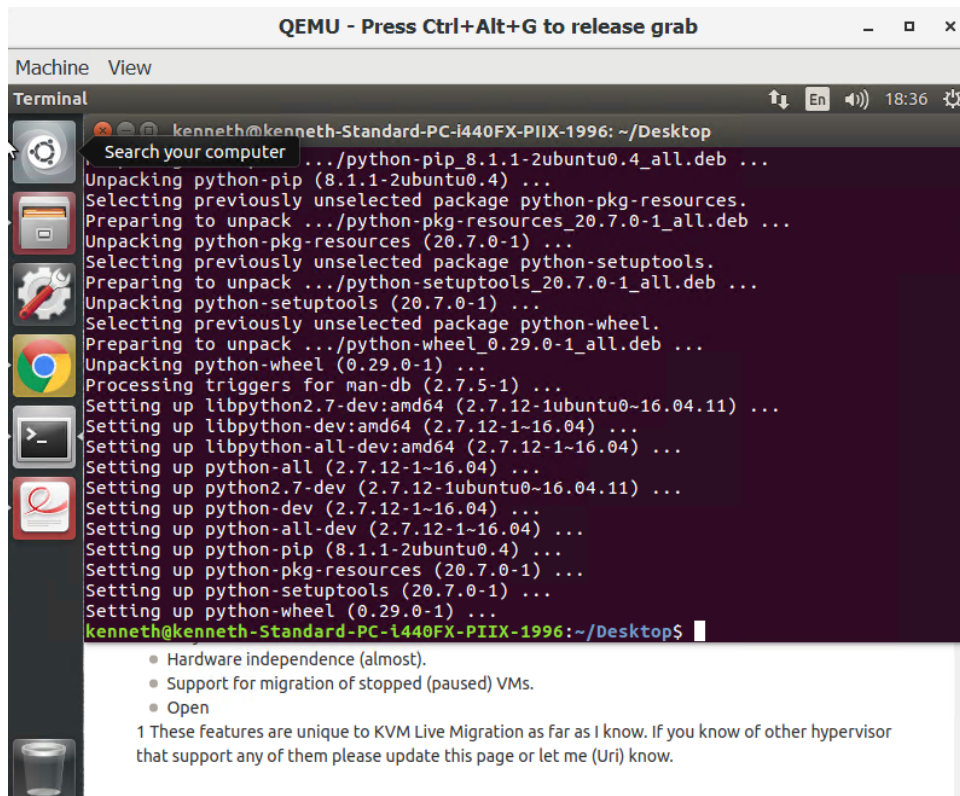 QEMU - Press Ctrl+Alt+G to release grab
Machine View
Terminal
En
18:36
kenneth@kenneth-Standard-PC-i440FX-PIIX-1996: ~/Desktop
Search your computer
.../python-pip_8.1.1-2ubuntu0.4_all.deb ...
Unpacking python-pip (8.1.1-2ubuntu0.4) ...
Selecting previously unselected package python-pkg-resources.
Preparing to unpack .../python-pkg-resources_20.7.0-1_all.deb ...
Unpacking python-pkg-resources (20.7.0-1) ...
Selecting previously unselected package python-setuptools.
Preparing to unpack .../python-setuptools_20.7.0-1_all.deb ...
Unpacking python-setuptools (20.7.0-1) ...
Selecting previously unselected package python-wheel.
Preparing to unpack .../python-wheel_0.29.0-1_all.deb ...
Unpacking python-wheel (0.29.0-1) ...
Processing triggers for man-db (2.7.5-1) ...
Setting up libpython2.7-dev:amd64 (2.7.12-1ubuntu0~16.04.11) ...
Setting up libpython-dev:amd64 (2.7.12-1~16.04) ...
Setting up libpython-all-dev:amd64 (2.7.12-1~16.04) ...
Setting up python-all (2.7.12-1~16.04) ...
Setting up python2.7-dev (2.7.12-1ubuntu0~16.04.11) ...
Setting up python-dev (2.7.12-1~16.04) ...
Setting up python-all-dev (2.7.12-1~16.04) ...
Setting up python-pip (8.1.1-2ubuntu0.4) ...
Setting up python-pkg-resources (20.7.0-1) ...
Setting up python-setuptools (20.7.0-1) ...
Setting up python-wheel (0.29.0-1) ...
kenneth@kenneth-Standard-PC-i440FX-PIIX-1996:~/Desktop$
Hardware independence (almost).
Support for migration of stopped (paused) VMs.
Open
1 These features are unique to KVM Live Migration as far as I know. If you know of other hypervisor
that support any of them please update this page or let me (Uri) know.